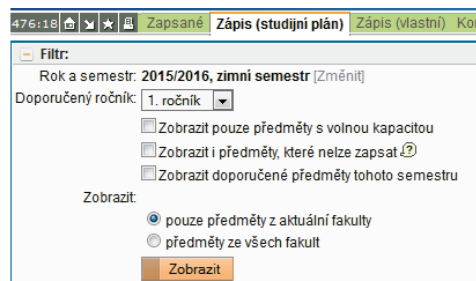 476:18 Zapsané Zápis (studijní plán) Zápis (vlastní) Ko
Filtr:
Rok a semestr: 2015/2016, zimní semestr [Změnit]
Doporučený ročník: 1. ročník
Zobrazit pouze předměty s volnou kapacitou
Zobrazit i předměty, které nelze zapsat
Zobrazit doporučené předměty tohoto semestru
Zobrazit:
pouze předměty z aktuální fakulty
předměty ze všech fakult
Zobrazit